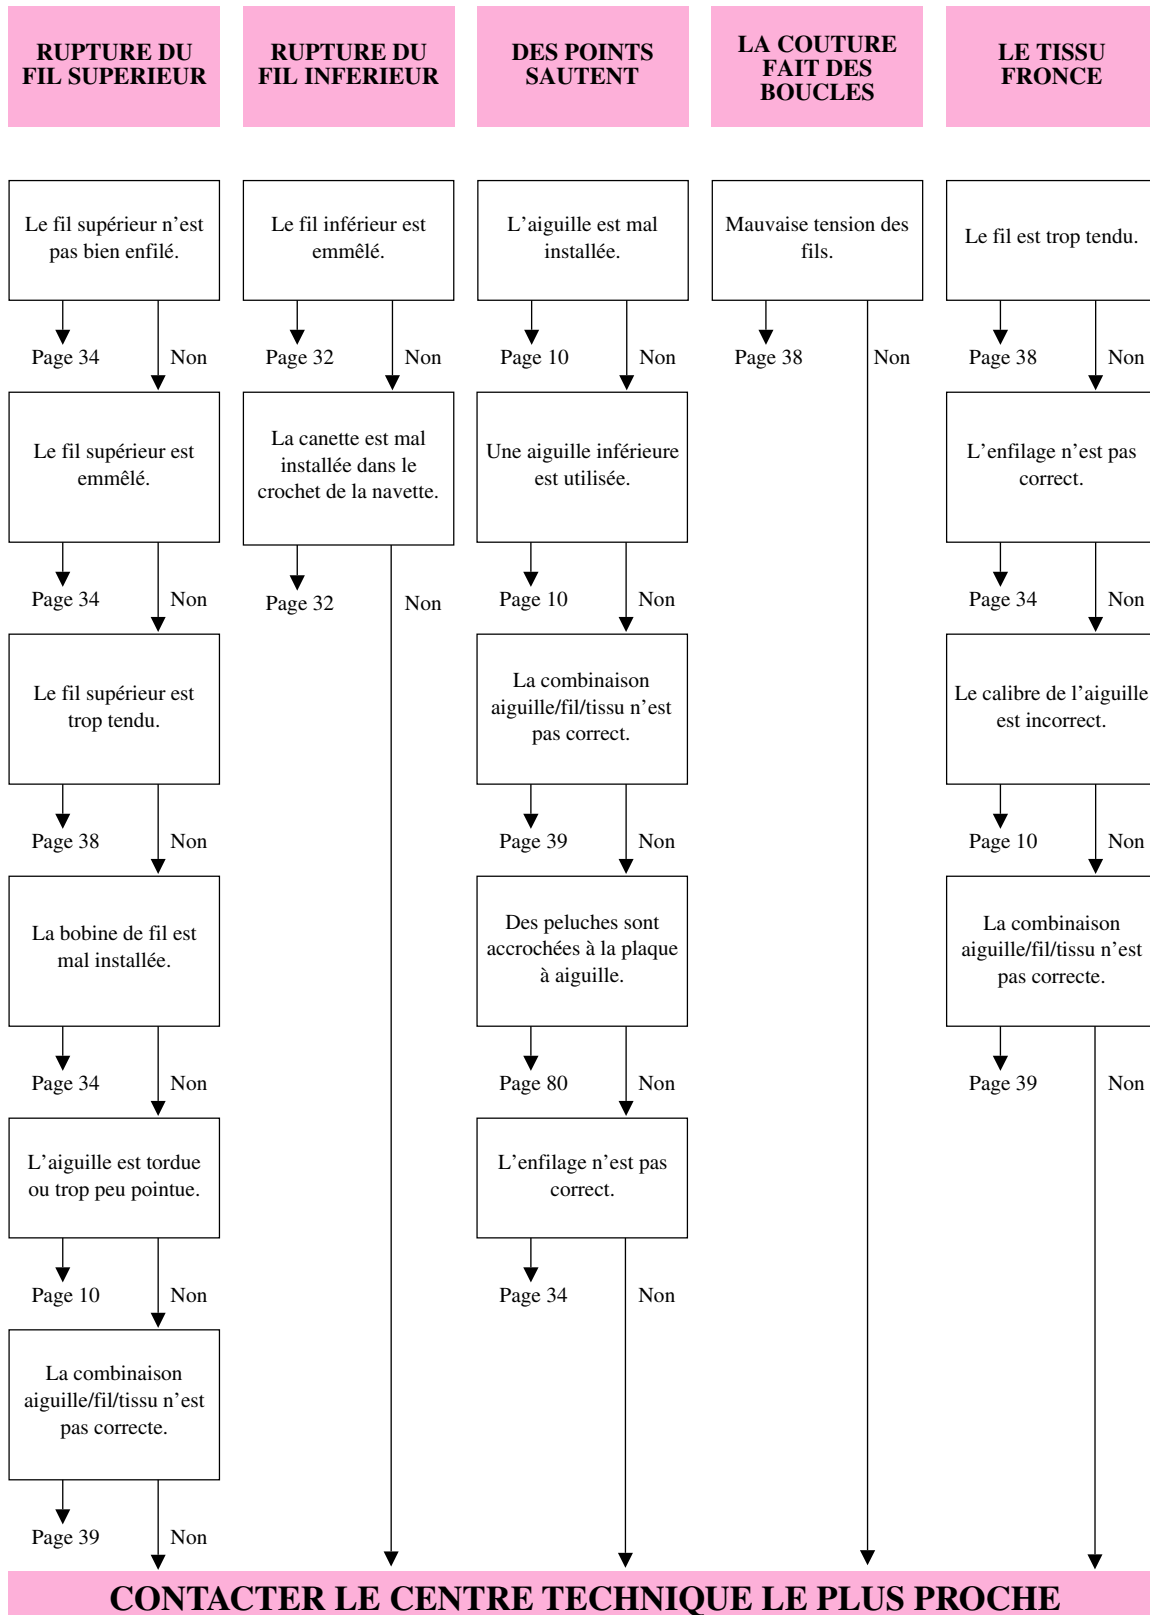 RUPTURE DU
FIL SUPERIEUR
RUPTURE DU
FIL INFERIEUR
DES POINTS
SAUTENT
LA COUTURE
FAIT DES
BOUCLES
LE TISSU
FRONCE
Le fil supérieur n’est
pas bien enfilé.
Page 34
Non
Le fil supérieur est
emmêlé.
Page 34
Non
Le fil supérieur est
trop tendu.
Page 38
Non
La bobine de fil est
mal installée.
Page 34
Non
L’aiguille est tordue
ou trop peu pointue.
Page 10
Non
La combinaison
aiguille/fil/tissu n’est
pas correcte.
Page 39
Non
Le fil inférieur est
emmêlé.
Page 32
Non
La canette est mal
installée dans le
crochet de la navette.
Page 32
Non
L’aiguille est mal
installée.
Page 10
Non
Une aiguille inférieure
est utilisée.
Page 10
Non
La combinaison
aiguille/fil/tissu n’est
pas correct.
Page 39
Non
Des peluches sont
accrochées à la plaque
à aiguille.
Page 80
Non
L’enfilage n’est pas
correct.
Page 34
Non
Mauvaise tension des
fils.
Page 38
Non
Le fil est trop tendu.
Page 38
Non
L’enfilage n’est pas
correct.
Page 34
Non
Le calibre de l’aiguille
est incorrect.
Page 10
Non
La combinaison
aiguille/fil/tissu n’est
pas correcte.
Page 39
Non
CONTACTER LE CENTRE TECHNIQUE LE PLUS PROCHE